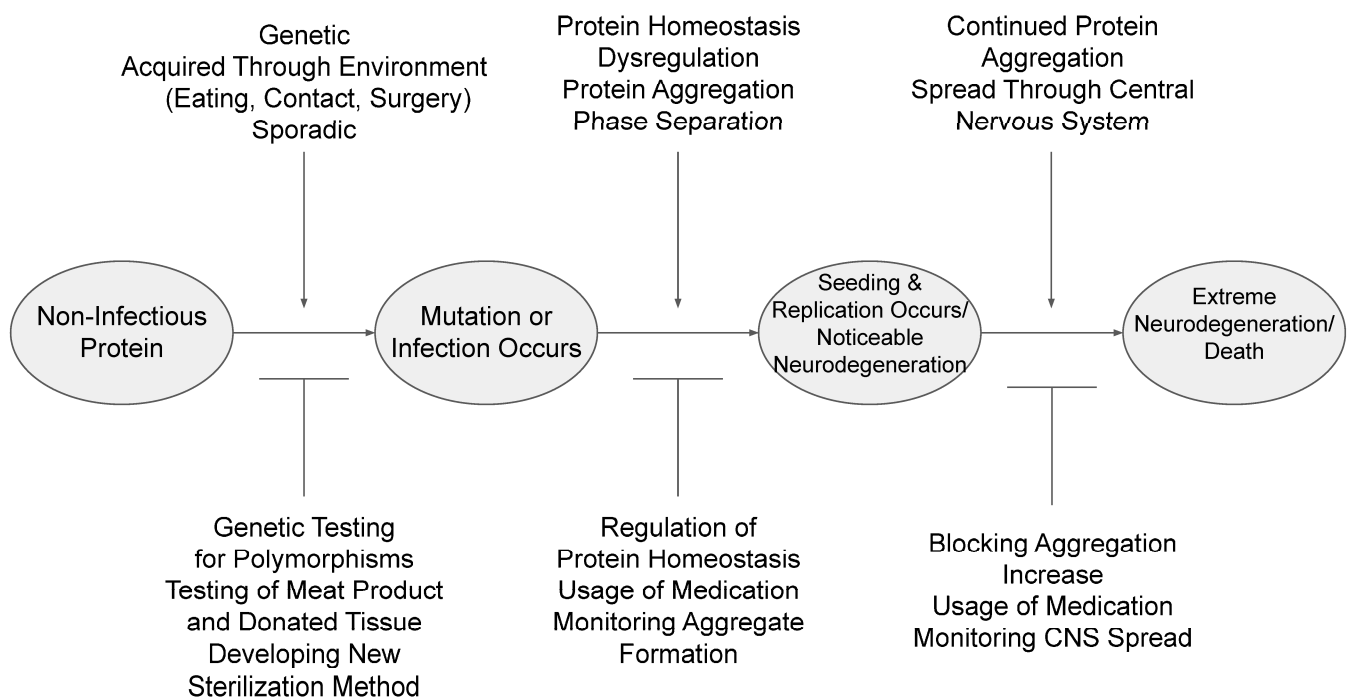 Genetic
Acquired Through Environment
(Eating, Contact, Surgery)
Sporadic
Protein Homeostasis
Dysregulation
Protein Aggregation
Phase Separation
Continued Protein
Aggregation
Spread Through Central
Nervous System
Non-Infectious
Protein
Mutation or
Infection Occurs
Seeding &
Replication Occurs/
Noticeable
Neurodegeneration
Extreme
Neurodegeneration/
Death
Genetic Testing
for Polymorphisms
Testing of Meat Product
and Donated Tissue
Developing New
Sterilization Method
Regulation of
Protein Homeostasis
Usage of Medication
Monitoring Aggregate
Formation
Blocking Aggregation
Increase
Usage of Medication
Monitoring CNS Spread